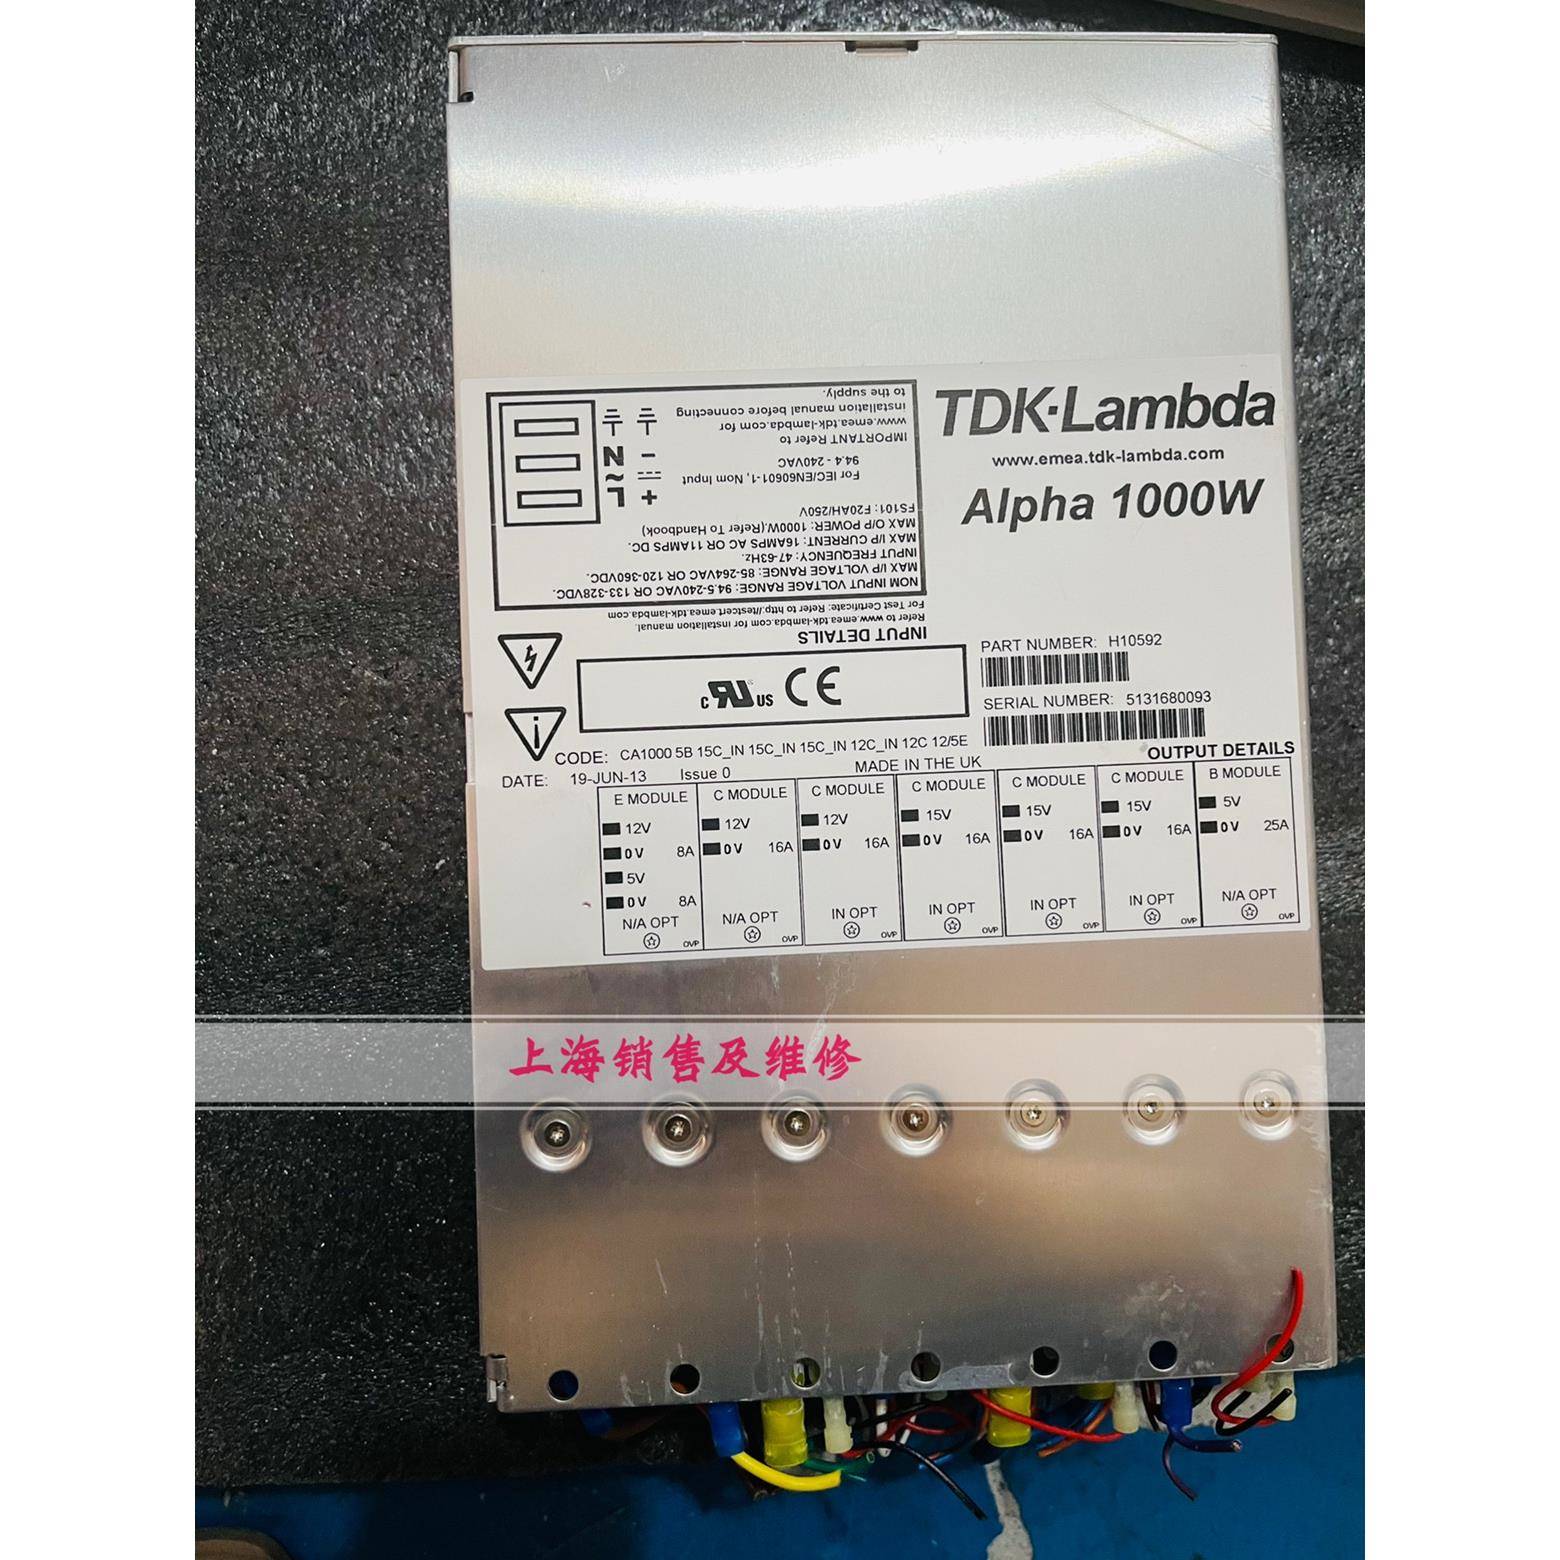 TDK·Lambda
www.emea.tdk-lambda.com
Alpha 1000W
INPUT DETAILS
Refer to www.emea.tdk-lambda.com for installation manual.
For Test Certificate: Refer to http://testcert.emea.tdk-lambda.com
NOM INPUT VOLTAGE RANGE: 94.5-240VAC OR 133-328VDC.
MAX I/P VOLTAGE RANGE: 85-264VAC OR 120-360VDC.
INPUT FREQUENCY: 47-63Hz.
MAX I/P CURRENT: 16AMPS AC OR 11AMPS DC.
MAX O/P POWER: 1000W.(Refer To Handbook)
FS101: F20AH/250V
For IEC/EN60601-1, Nom Input
94.4 - 240VAC
IMPORTANT Refer to
www.emea.tdk-lambda.com for
installation manual before connecting
to the supply.
+ L
- N
c RU US CE
PART NUMBER: H10592
SERIAL NUMBER: 5131680093
CODE: CA1000 5B 15C_IN 15C_IN 15C_IN 12C_IN 12C 12/5E
DATE: 19-JUN-13 Issue 0 MADE IN THE UK
OUTPUT DETAILS
E MODULE
12V
0V 8A
5V
0V 8A
N/A OPT
OVP
C MODULE
12V
0V 16A
N/A OPT
OVP
C MODULE
12V
0V 16A
IN OPT
OVP
C MODULE
15V
0V 16A
IN OPT
OVP
C MODULE
15V
0V 16A
IN OPT
OVP
C MODULE
15V
0V 16A
IN OPT
OVP
B MODULE
5V
0V 25A
N/A OPT
OVP
上海销售及维修